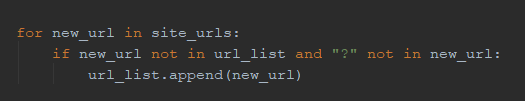 for new_url in site_urls:
    if new_url not in url_list and "?" not in new_url:
        url_list.append(new_url)